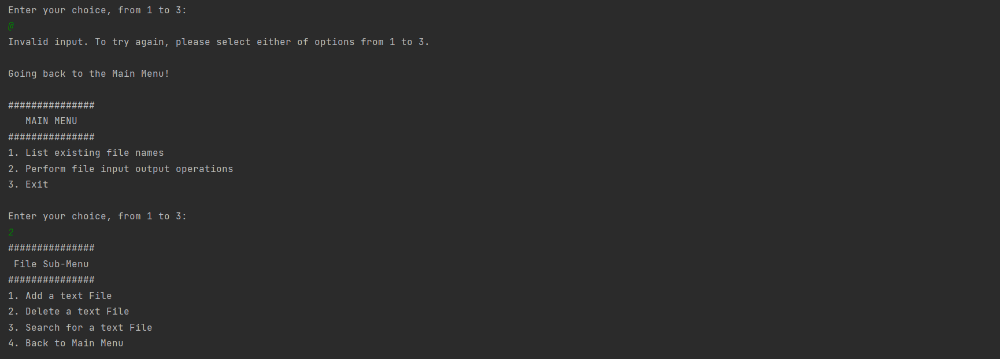 Enter your choice, from 1 to 3:
@
Invalid input. To try again, please select either of options from 1 to 3.
Going back to the Main Menu!
###############
MAIN MENU
###############
1. List existing file names
2. Perform file input output operations
3. Exit
Enter your choice, from 1 to 3:
2
###############
File Sub-Menu
###############
1. Add a text File
2. Delete a text File
3. Search for a text File
4. Back to Main Menu